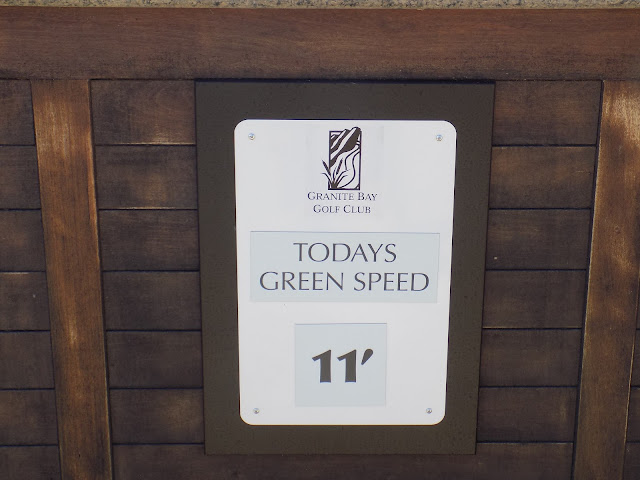 GRANITE BAY
GOLF CLUB
TODAYS
GREEN SPEED
11'